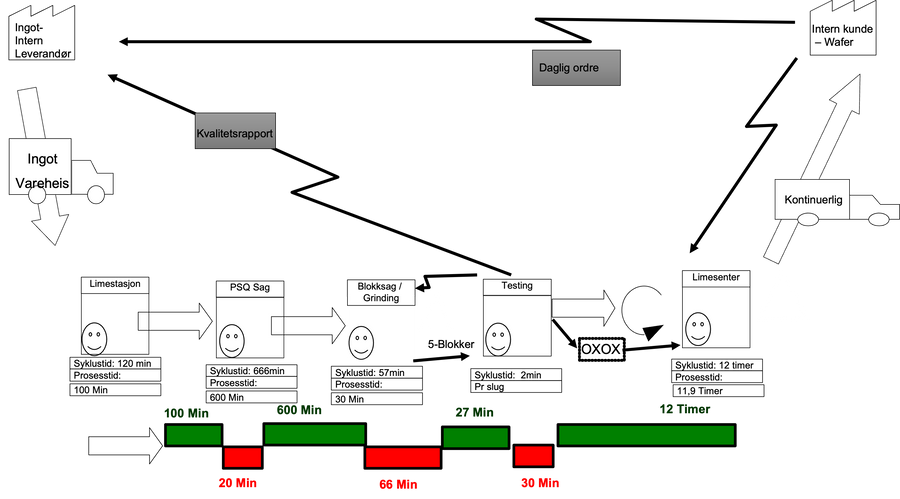 Ingot-
Intern
Leverandør
Intern kunde
– Wafer
Daglig ordre
Kvalitetsrapport
Ingot
Vareheis
Kontinuerlig
Limestasjon
PSQ Sag
Blokksag /
Grinding
Testing
Limesenter
5-Blokker
OXOX
Syklustid: 120 min
Prosesstid:
100 Min
Syklustid: 666min
Prosesstid:
600 Min
Syklustid: 57min
Prosesstid:
30 Min
Syklustid:  2min
Pr slug
Syklustid: 12 timer
Prosesstid:
11,9 Timer
100 Min
600 Min
27 Min
12 Timer
20 Min
66 Min
30 Min